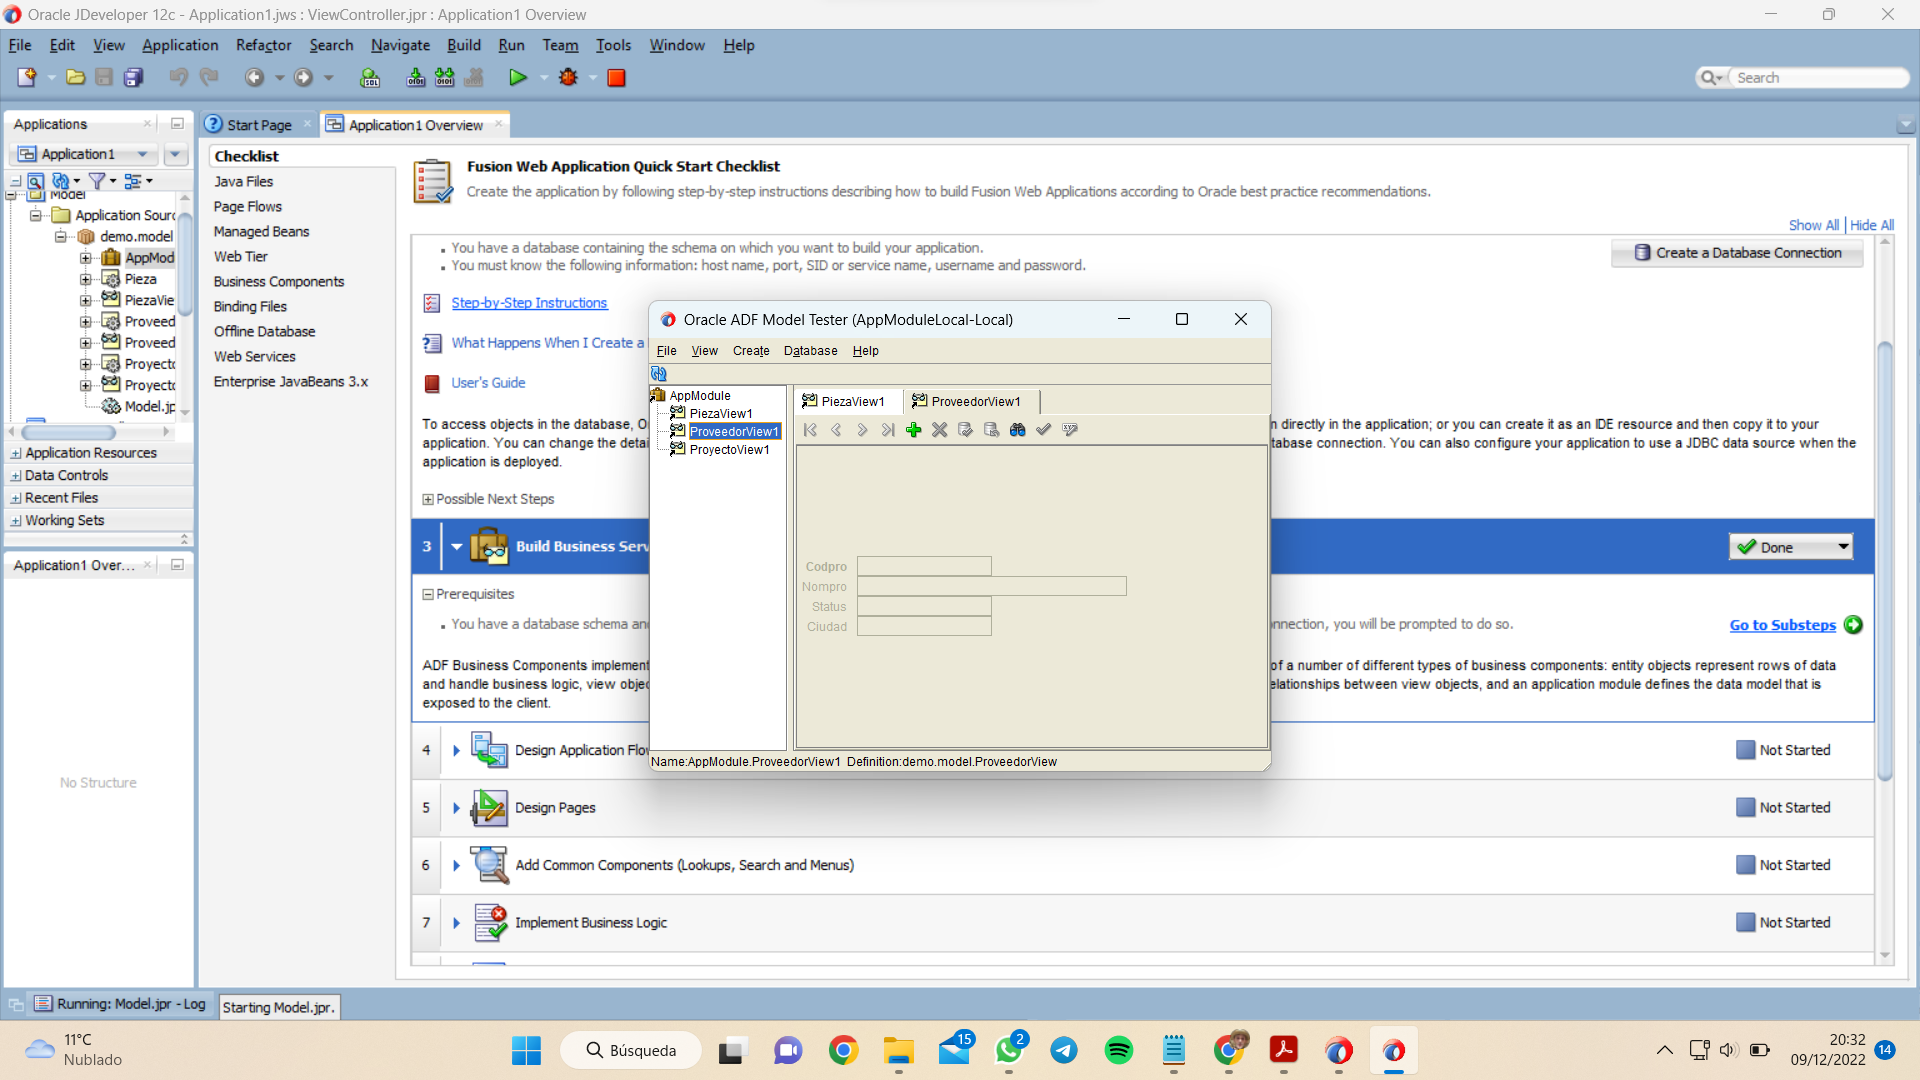 Oracle JDeveloper 12c - Application1.jws : ViewController.jpr : Application1 Overview
File Edit View Application Refactor Search Navigate Build Run Team Tools Window Help
Search
Applications
Start Page
Application1 Overview
Application1
Model
Application Sourc
demo.model
AppMod
Pieza
PiezaVie
Proveed
Proveed
Proyecto
Proyecto
Model.jp
Application Resources
Data Controls
Recent Files
Working Sets
Application1 Over...
No Structure
Checklist
Java Files
Page Flows
Managed Beans
Web Tier
Business Components
Binding Files
Offline Database
Web Services
Enterprise JavaBeans 3.x
Fusion Web Application Quick Start Checklist
Create the application by following step-by-step instructions describing how to build Fusion Web Applications according to Oracle best practice recommendations.
Show All | Hide All
You have a database containing the schema on which you want to build your application.
You must know the following information: host name, port, SID or service name, username and password.
Create a Database Connection
Step-by-Step Instructions
What Happens When I Create a
User's Guide
To access objects in the database, O
n directly in the application; or you can create it as an IDE resource and then copy it to your
application. You can change the detai
tabase connection. You can also configure your application to use a JDBC data source when the
application is deployed.
Possible Next Steps
3 Build Business Serv
Done
Prerequisites
You have a database schema an
nnection, you will be prompted to do so.
Go to Substeps
ADF Business Components implement
of a number of different types of business components: entity objects represent rows of data
and handle business logic, view objec
elationships between view objects, and an application module defines the data model that is
exposed to the client.
4 Design Application Flo
Not Started
5 Design Pages
Not Started
6 Add Common Components (Lookups, Search and Menus)
Not Started
7 Implement Business Logic
Not Started
Oracle ADF Model Tester (AppModuleLocal-Local)
File View Create Database Help
AppModule
PiezaView1
ProveedorView1
ProyectoView1
PiezaView1
ProveedorView1
Codpro
Nompro
Status
Ciudad
Name:AppModule.ProveedorView1 Definition:demo.model.ProveedorView
Running: Model.jpr - Log
Starting Model.jpr.
11°C
Nublado
Búsqueda
15
2
20:32
09/12/2022
14